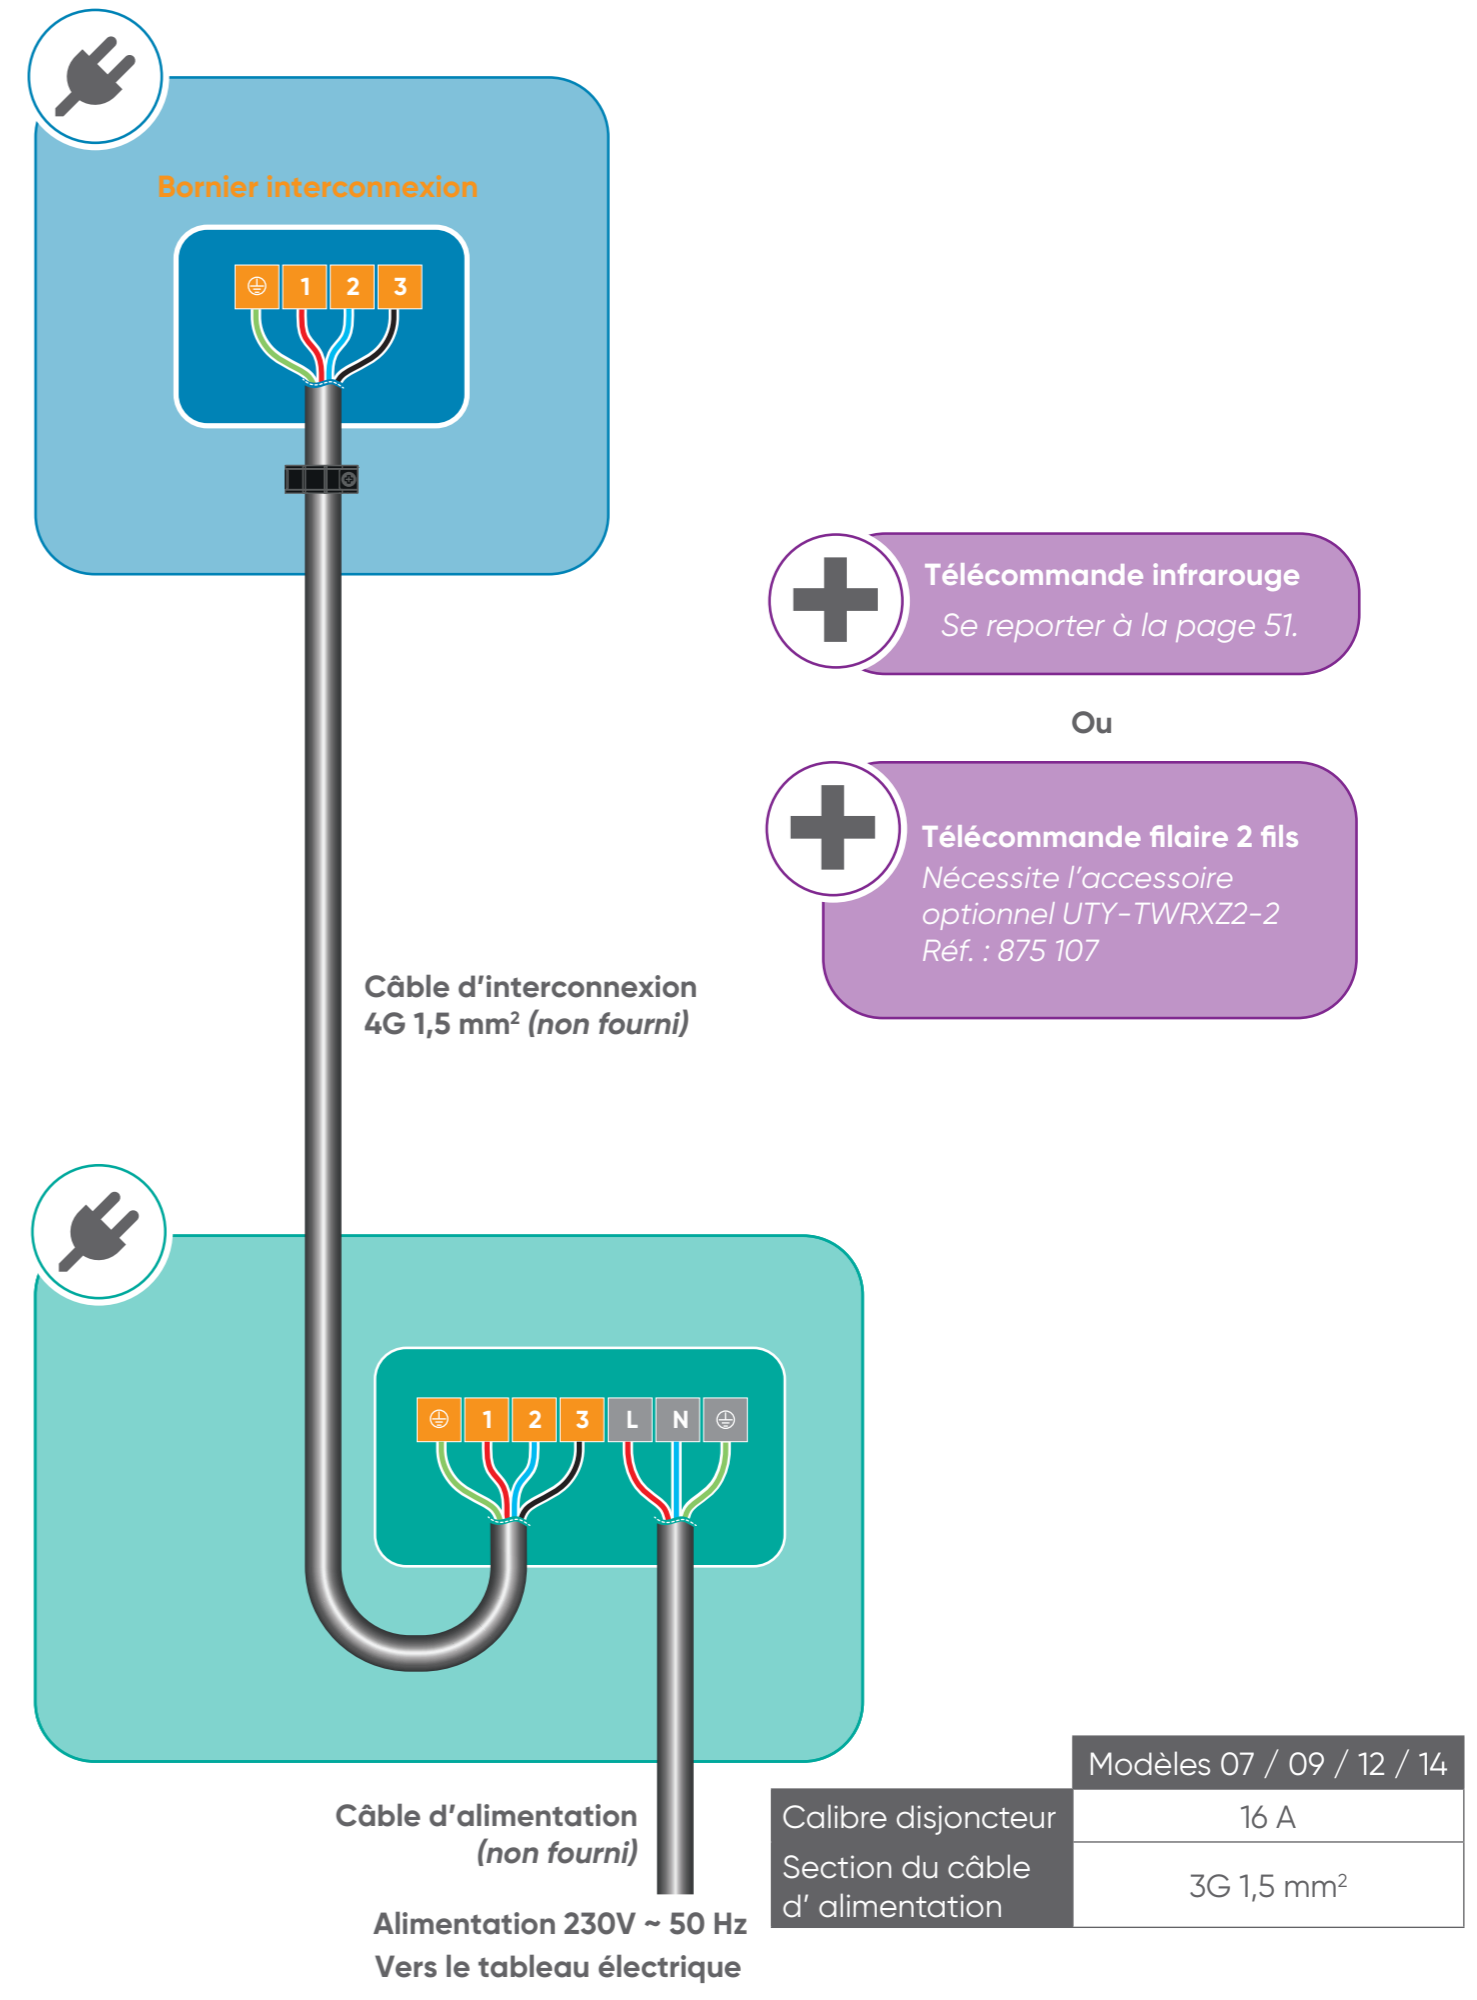 Bornier interconnexion
1 2 3
Télécommande infrarouge
Se reporter à la page 51.
Ou
Télécommande filaire 2 fils
Nécessite l'accessoire
optionnel UTY-TWRXZ2-2
Réf. : 875 107
Câble d'interconnexion
4G 1,5 mm² (non fourni)
1 2 3 L N
Câble d'alimentation
(non fourni)
Alimentation 230V ~ 50 Hz
Vers le tableau électrique
Modèles 07 / 09 / 12 / 14
Calibre disjoncteur 16 A
Section du câble
d' alimentation
3G 1,5 mm²